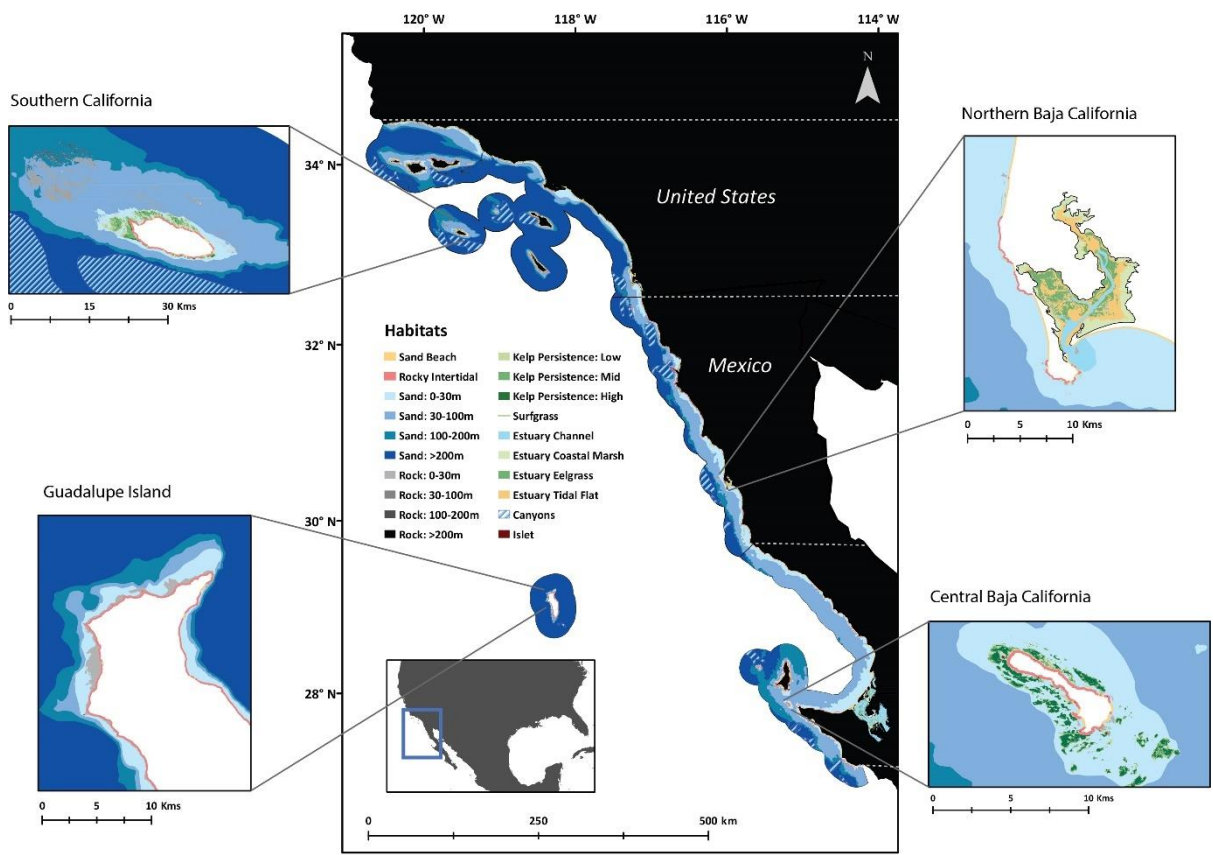 120° W
118° W
116° W
114° W
N
Southern California
0 15 30 Kms
34° N
32° N
30° N
28° N
United States
Mexico
Northern Baja California
0 5 10 Kms
Habitats
Sand Beach
Rocky Intertidal
Sand: 0-30m
Sand: 30-100m
Sand: 100-200m
Sand: >200m
Rock: 0-30m
Rock: 30-100m
Rock: 100-200m
Rock: >200m
Kelp Persistence: Low
Kelp Persistence: Mid
Kelp Persistence: High
Surfgrass
Estuary Channel
Estuary Coastal Marsh
Estuary Eelgrass
Estuary Tidal Flat
Canyons
Islet
Guadalupe Island
0 5 10 Kms
Central Baja California
0 5 10 Kms
0 250 500 km